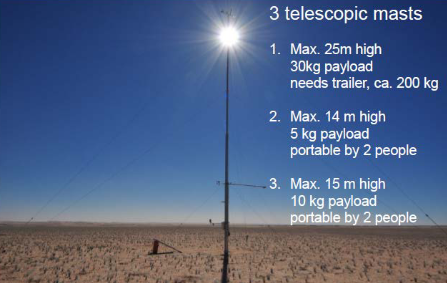 3 telescopic masts
1. Max. 25m high
30kg payload
needs trailer, ca. 200 kg
2. Max. 14 m high
5 kg payload
portable by 2 people
3. Max. 15 m high
10 kg payload
portable by 2 people